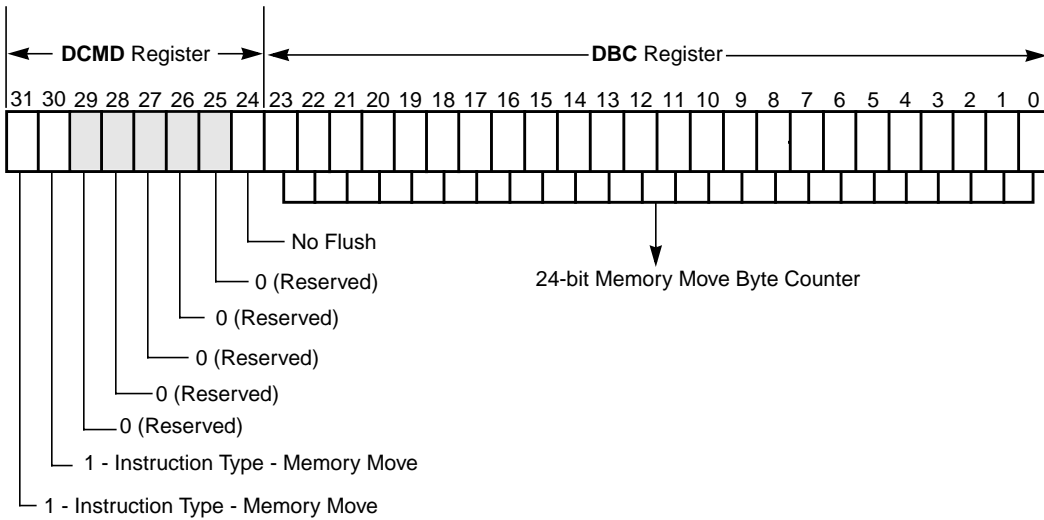 DCMD Register DBC Register
31 30 29 28 27 26 25 24 23 22 21 20 19 18 17 16 15 14 13 12 11 10 9 8 7 6 5 4 3 2 1 0
No Flush
24-bit Memory Move Byte Counter
0 (Reserved)
0 (Reserved)
0 (Reserved)
0 (Reserved)
0 (Reserved)
1 - Instruction Type - Memory Move
1 - Instruction Type - Memory Move